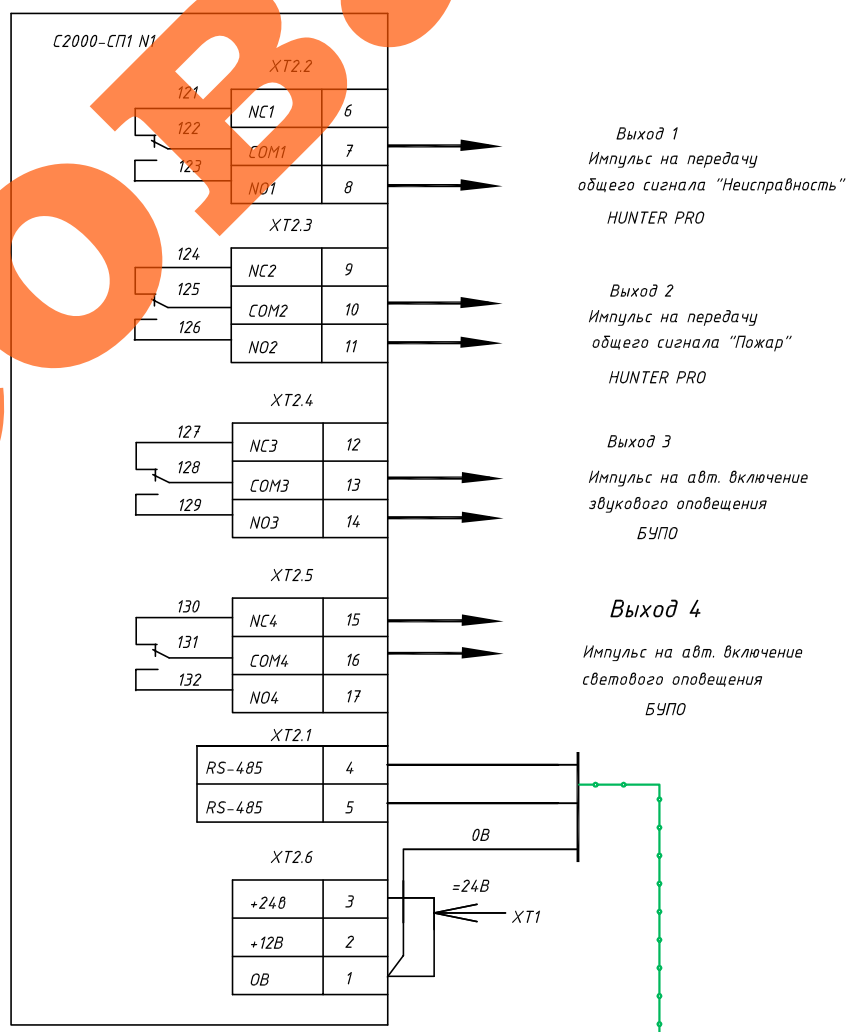 С2000-СП1 N1
XT2.2
121
NC1 6
122
COM1 7
123
NO1 8
Выход 1
Импульс на передачу
общего сигнала "Неисправность"
HUNTER PRO
XT2.3
124
NC2 9
125
COM2 10
126
NO2 11
Выход 2
Импульс на передачу
общего сигнала "Пожар"
HUNTER PRO
XT2.4
127
NC3 12
128
COM3 13
129
NO3 14
Выход 3
Импульс на авт. включение
звукового оповещения
БУПО
XT2.5
130
NC4 15
131
COM4 16
132
NO4 17
Выход 4
Импульс на авт. включение
светового оповещения
БУПО
XT2.1
RS-485 4
RS-485 5
0В
XT2.6
=24В
+24в 3
XT1
+12В 2
0В 1